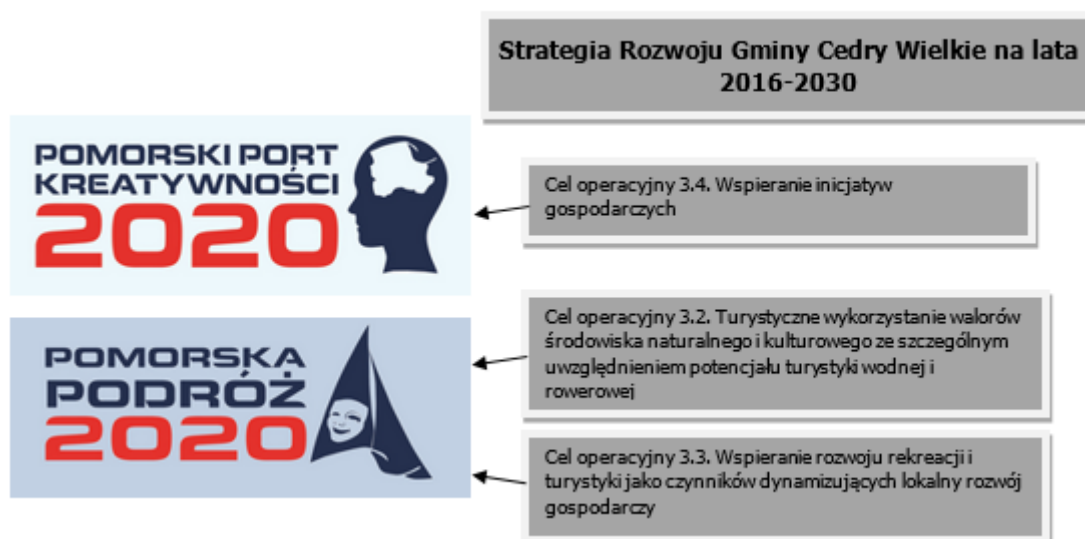 Strategia Rozwoju Gminy Cedry Wielkie na lata
2016-2030
POMORSKI PORT
KREATYWNOŚCI
2020
Cel operacyjny 3.4. Wspieranie inicjatyw
gospodarczych
POMORSKA
PODRÓŻ
2020
Cel operacyjny 3.2. Turystyczne wykorzystanie walorów
środowiska naturalnego i kulturowego ze szczególnym
uwzględnieniem potencjału turystyki wodnej i
rowerowej
Cel operacyjny 3.3. Wspieranie rozwoju rekreacji i
turystyki jako czynników dynamizujących lokalny rozwój
gospodarczy